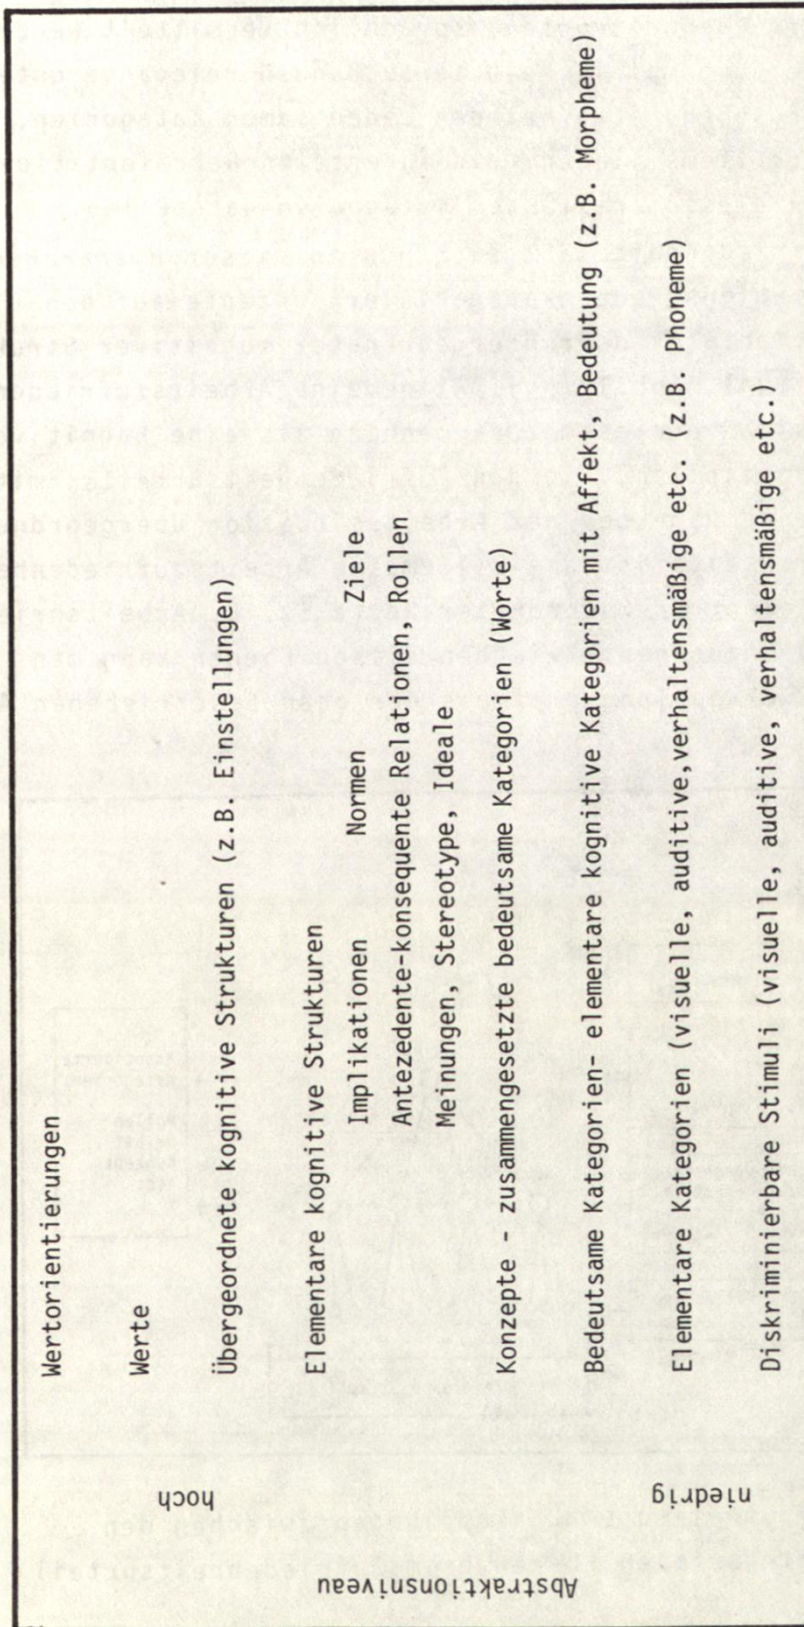 Abstraktionsniveau
hoch
niedrig
Wertorientierungen
Werte
Übergeordnete kognitive Strukturen (z.B. Einstellungen)
Elementare kognitive Strukturen
Implikationen Normen Ziele
Antezedente-konsequente Relationen, Rollen
Meinungen, Stereotype, Ideale
Konzepte - zusammengesetzte bedeutsame Kategorien (Worte)
Bedeutsame Kategorien- elementare kognitive Kategorien mit Affekt, Bedeutung (z.B. Morpheme)
Elementare Kategorien (visuelle, auditive,verhaltensmäßige etc. (z.B. Phoneme)
Diskriminierbare Stimuli (visuelle, auditive, verhaltensmäßige etc.)